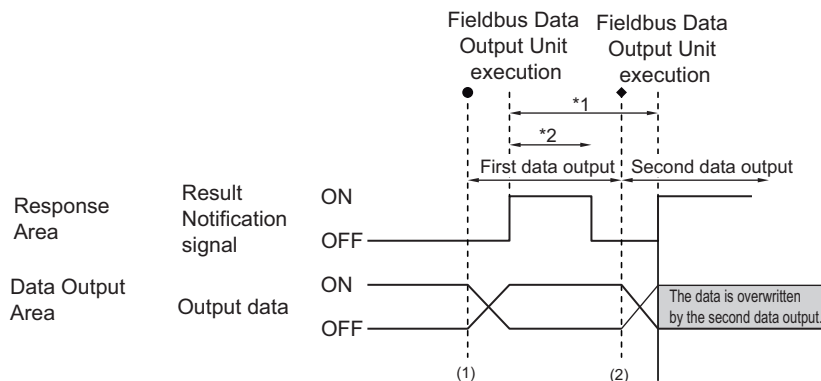 Fieldbus Data
Output Unit
execution
Fieldbus Data
Output Unit
execution
*1
*2
First data output
Second data output
Response
Area
Result
Notification
signal
ON
OFF
Data Output
Area
Output data
ON
OFF
The data is overwritten
by the second data output.
(1)
(2)